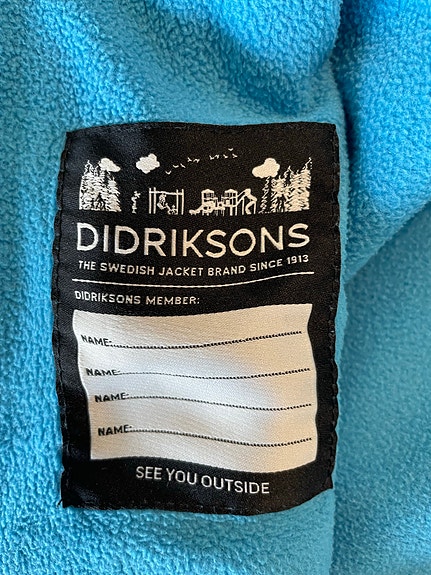 DIDRIKSONS
THE SWEDISH JACKET BRAND SINCE 1913
DIDRIKSONS MEMBER:
NAME:
NAME:
NAME:
NAME:
SEE YOU OUTSIDE